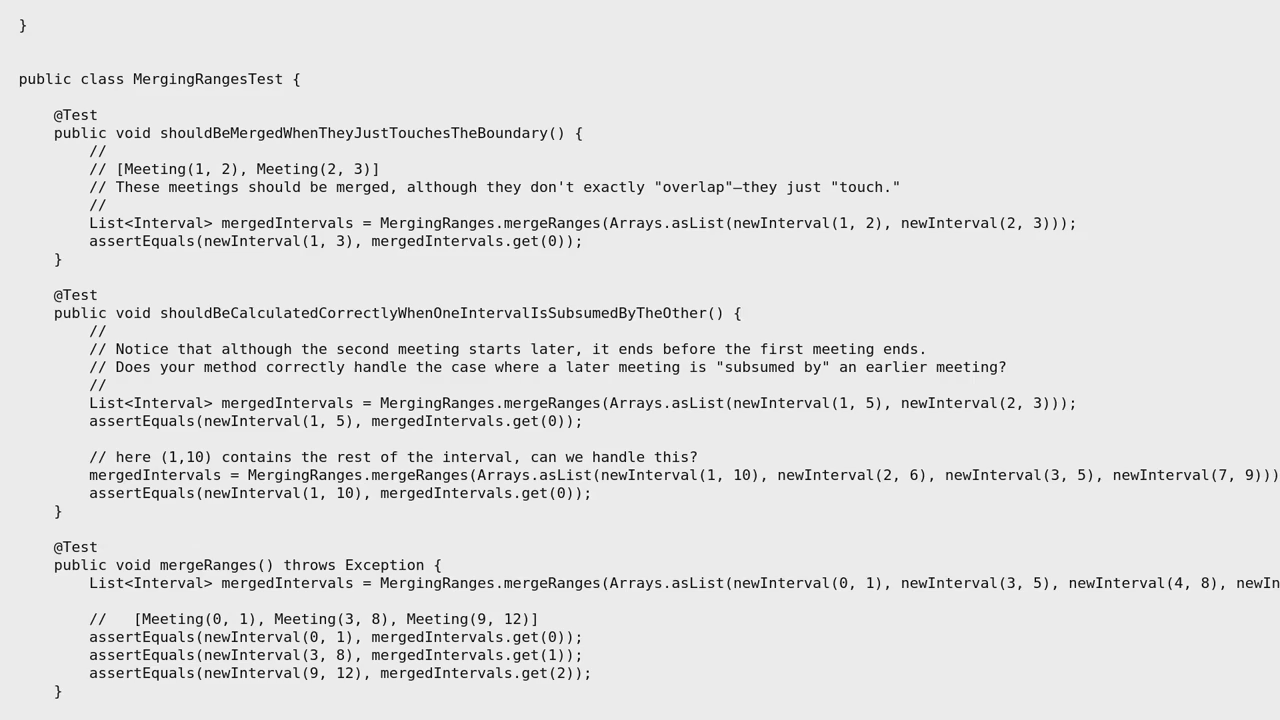 }
public class MergingRangesTest {
@Test
public void shouldBeMergedWhenTheyJustTouchesTheBoundary() {
//
// [Meeting(1, 2), Meeting(2, 3)]
// These meetings should be merged, although they don't exactly "overlap"—they just "touch."
//
List<Interval> mergedIntervals = MergingRanges.mergeRanges(Arrays.asList(newInterval(1, 2), newInterval(2, 3)));
assertEquals(newInterval(1, 3), mergedIntervals.get(0));
}
@Test
public void shouldBeCalculatedCorrectlyWhenOneIntervalIsSubsumedByTheOther() {
//
// Notice that although the second meeting starts later, it ends before the first meeting ends.
// Does your method correctly handle the case where a later meeting is "subsumed by" an earlier meeting?
//
List<Interval> mergedIntervals = MergingRanges.mergeRanges(Arrays.asList(newInterval(1, 5), newInterval(2, 3)));
assertEquals(newInterval(1, 5), mergedIntervals.get(0));
// here (1,10) contains the rest of the interval, can we handle this?
mergedIntervals = MergingRanges.mergeRanges(Arrays.asList(newInterval(1, 10), newInterval(2, 6), newInterval(3, 5), newInterval(7, 9)))
assertEquals(newInterval(1, 10), mergedIntervals.get(0));
}
@Test
public void mergeRanges() throws Exception {
List<Interval> mergedIntervals = MergingRanges.mergeRanges(Arrays.asList(newInterval(0, 1), newInterval(3, 5), newInterval(4, 8), newIn
// [Meeting(0, 1), Meeting(3, 8), Meeting(9, 12)]
assertEquals(newInterval(0, 1), mergedIntervals.get(0));
assertEquals(newInterval(3, 8), mergedIntervals.get(1));
assertEquals(newInterval(9, 12), mergedIntervals.get(2));
}